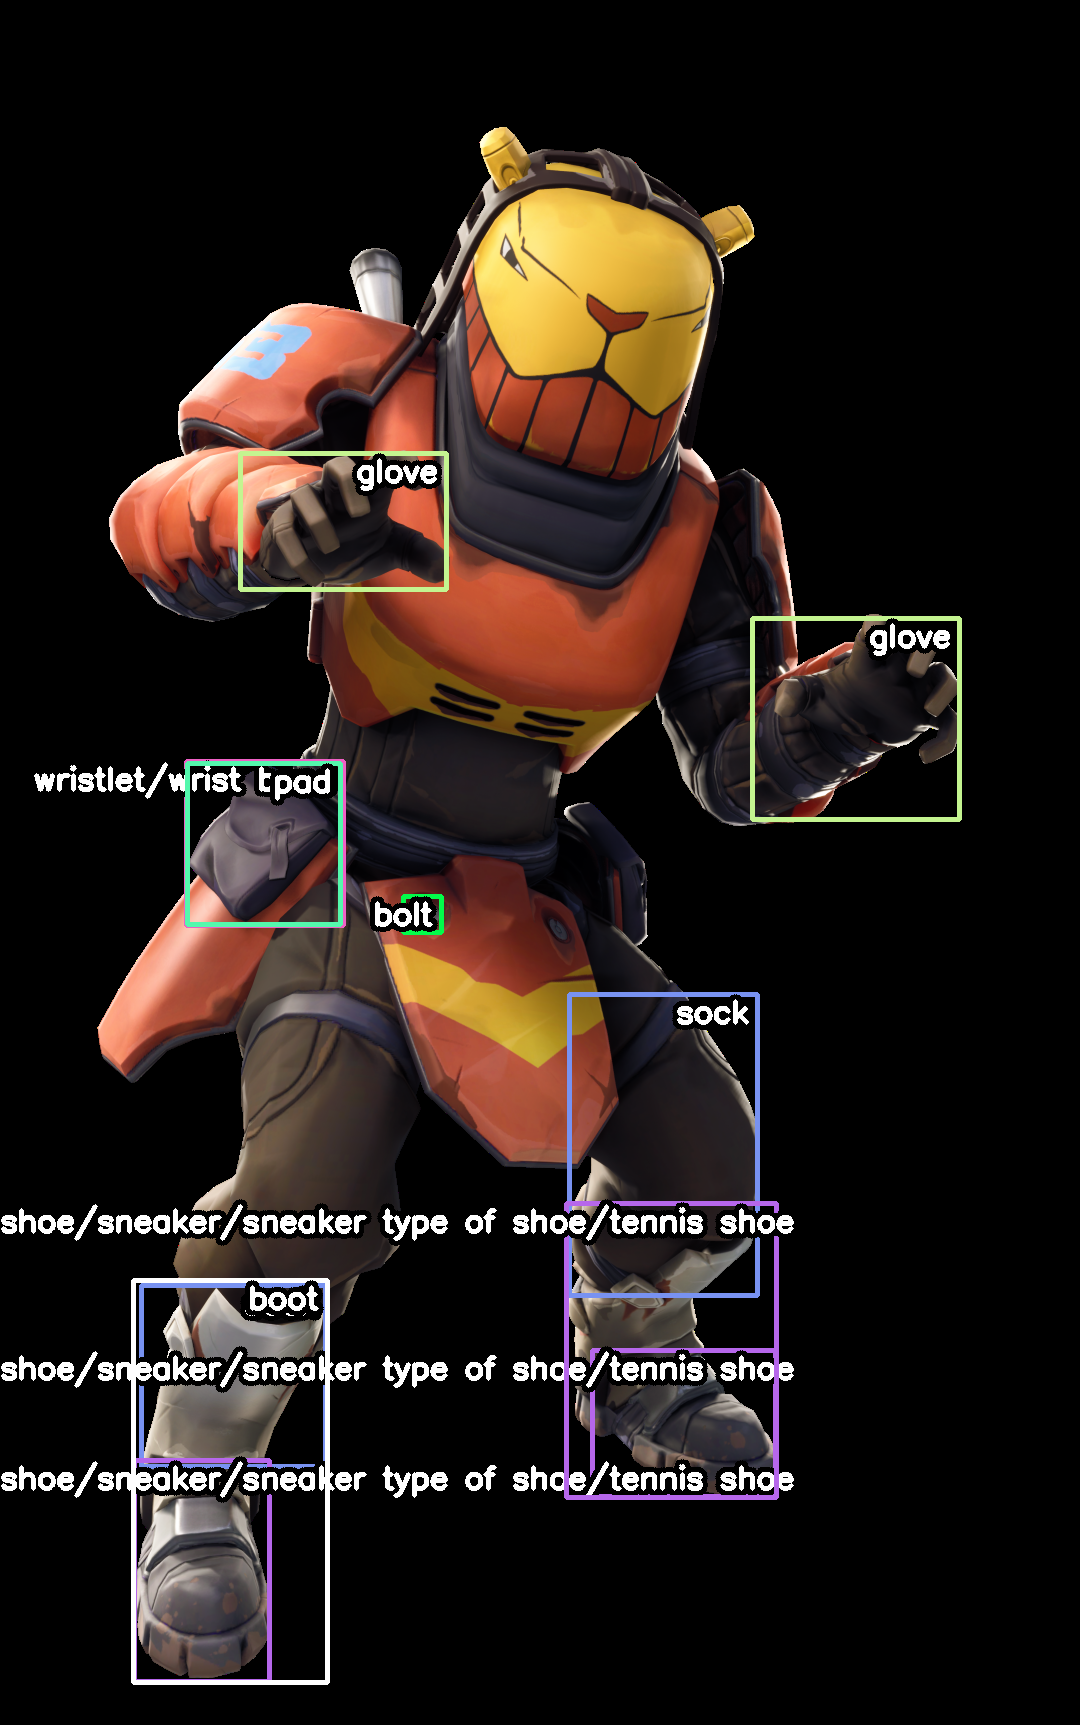 B
glove
glove
wristlet/wrist
pad
bolt
sock
shoe/sneaker/sneaker type of shoe/tennis shoe
boot
shoe/sneaker/sneaker type of shoe/tennis shoe
shoe/sneaker/sneaker type of shoe/tennis shoe